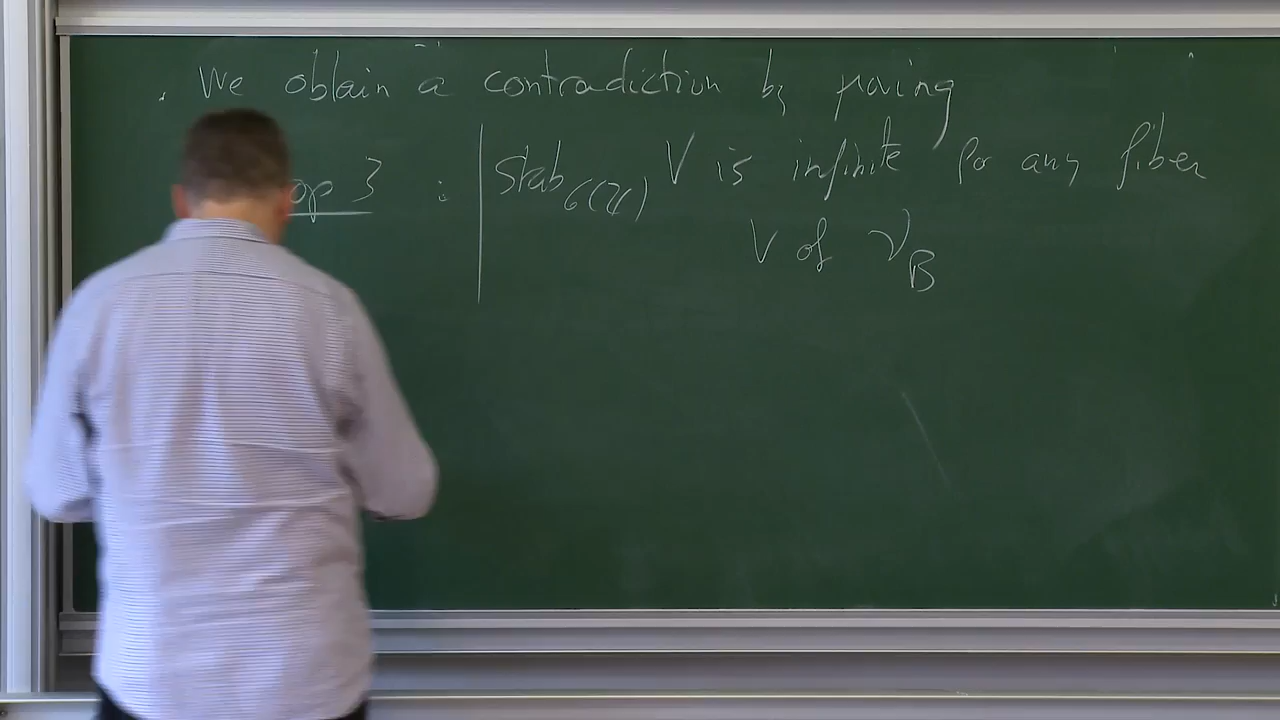 . We obtain a contradiction by proving
op 3 : | Stab_{G(ℤ)} V is infinite for any fiber
V of ν_B